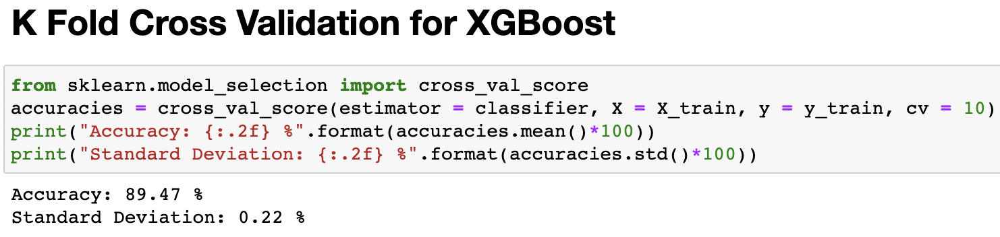 K Fold Cross Validation for XGBoost
from sklearn.model_selection import cross_val_score
accuracies = cross_val_score(estimator = classifier, X = X_train, y = y_train, cv = 10)
print("Accuracy: {:.2f} %".format(accuracies.mean()*100))
print("Standard Deviation: {:.2f} %".format(accuracies.std()*100))
Accuracy: 89.47 %
Standard Deviation: 0.22 %